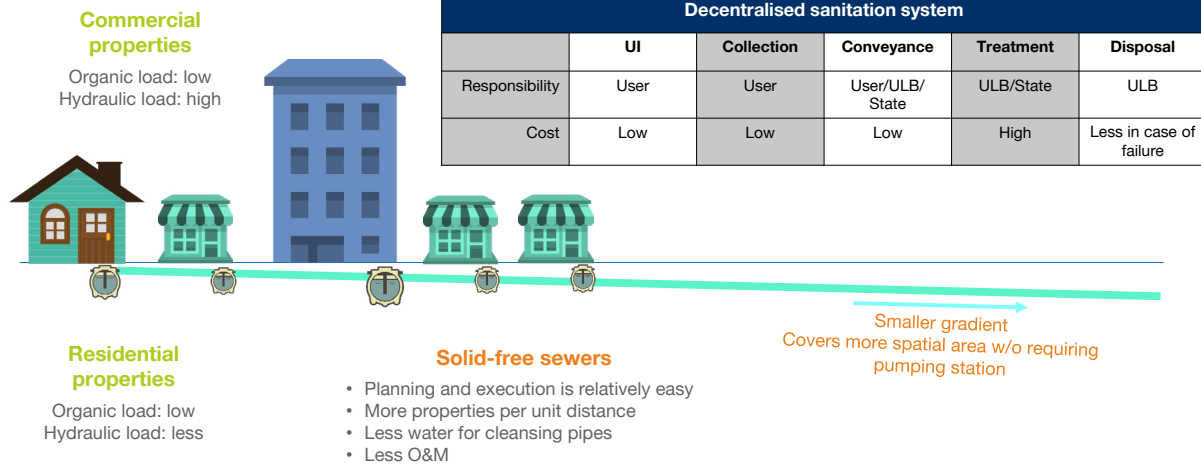 Commercial
properties
Organic load: low
Hydraulic load: high
Decentralised sanitation system
UI Collection Conveyance Treatment Disposal
Responsibility User User User/ULB/ ULB/State ULB
State
Cost Low Low Low High Less in case of
failure
Smaller gradient
Covers more spatial area w/o requiring
pumping station
Residential
properties
Organic load: low
Hydraulic load: less
Solid-free sewers
• Planning and execution is relatively easy
• More properties per unit distance
• Less water for cleansing pipes
• Less O&M